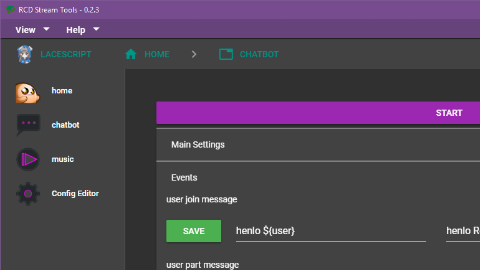 RCD Stream Tools - 0.2.3
View Help
LACESCRIPT HOME CHATBOT
home
chatbot
music
Config Editor
START
Main Settings
Events
user join message
SAVE henlo ${user} henlo
user part message